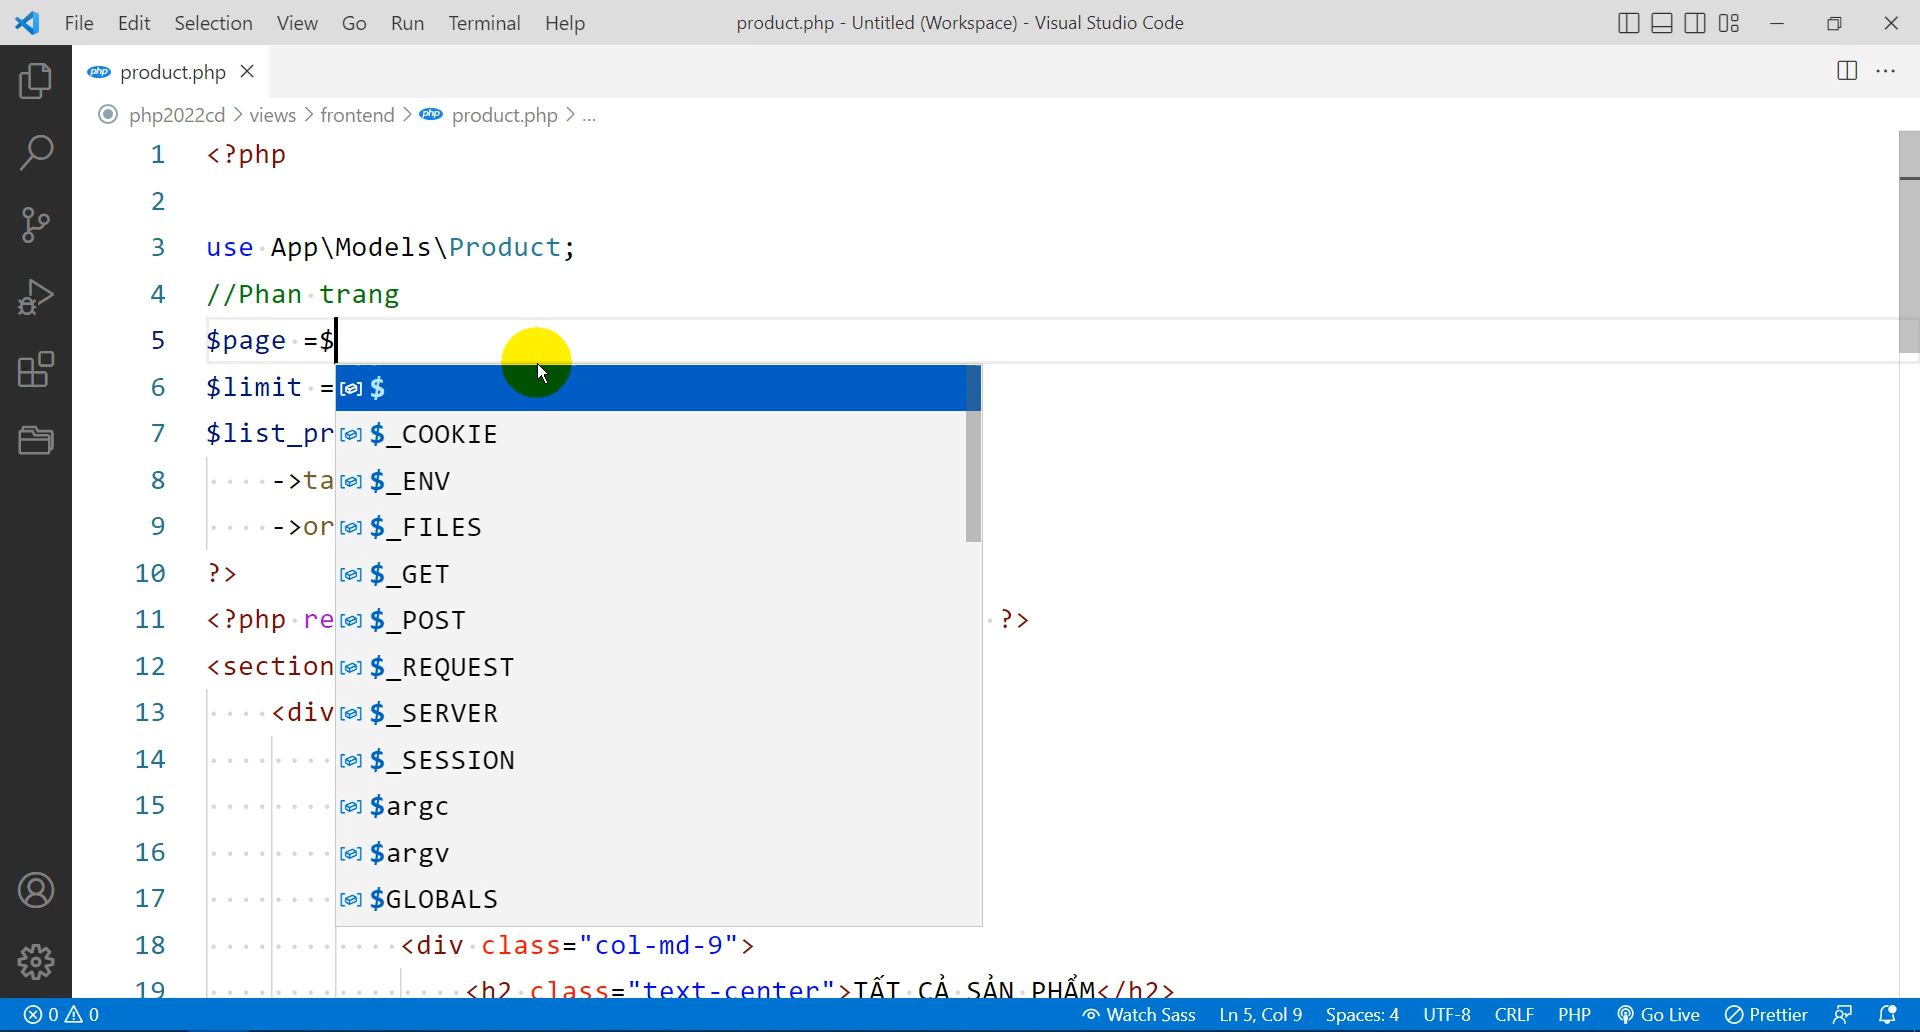 File Edit Selection View Go Run Terminal Help product.php - Untitled (Workspace) - Visual Studio Code
php product.php
php2022cd > views > frontend > php product.php > ...
1 <?php
2
3 use App\Models\Product;
4 //Phan trang
5 $page =$
6 $limit =
7 $list_pr
8 ->ta
9 ->or
10 ?>
11 <?php re ?>
12 <section
13 <div
14
15
16
17
18 <div class="col-md-9">
19 <h2 class="text-center">TẤT CẢ SẢN PHẨM</h2>
$
$_COOKIE
$_ENV
$_FILES
$_GET
$_POST
$_REQUEST
$_SERVER
$_SESSION
$argc
$argv
$GLOBALS
0 0 Watch Sass Ln 5, Col 9 Spaces: 4 UTF-8 CRLF PHP Go Live Prettier